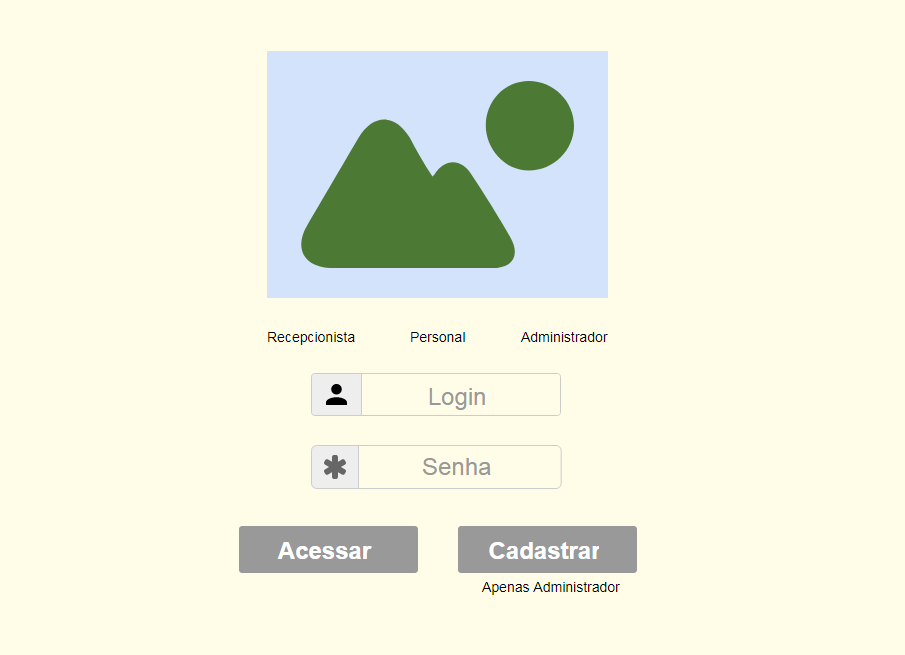 Recepcionista Personal Administrador
Login
Senha
Acessar Cadastrar
Apenas Administrador